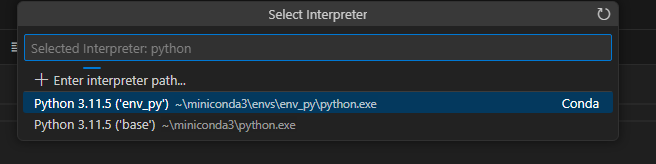 Select Interpreter
Selected Interpreter: python
+ Enter interpreter path...
Python 3.11.5 ('env_py') ~\miniconda3\envs\env_py\python.exe Conda
Python 3.11.5 ('base') ~\miniconda3\python.exe